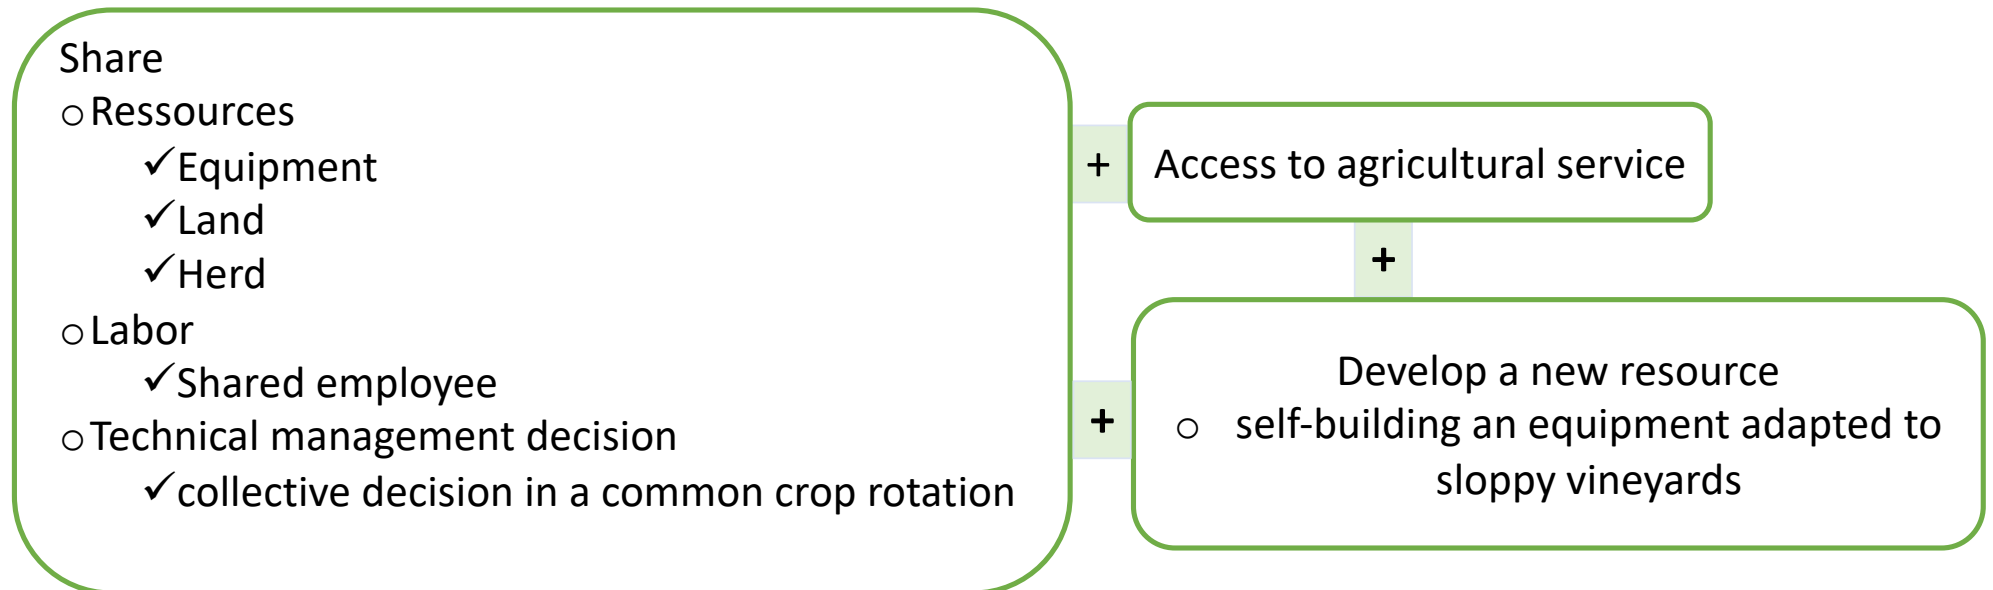 Share
o Ressources
✓ Equipment
✓ Land
✓ Herd
o Labor
✓ Shared employee
o Technical management decision
✓ collective decision in a common crop rotation
+
Access to agricultural service
+
+
Develop a new resource
o self-building an equipment adapted to
sloppy vineyards